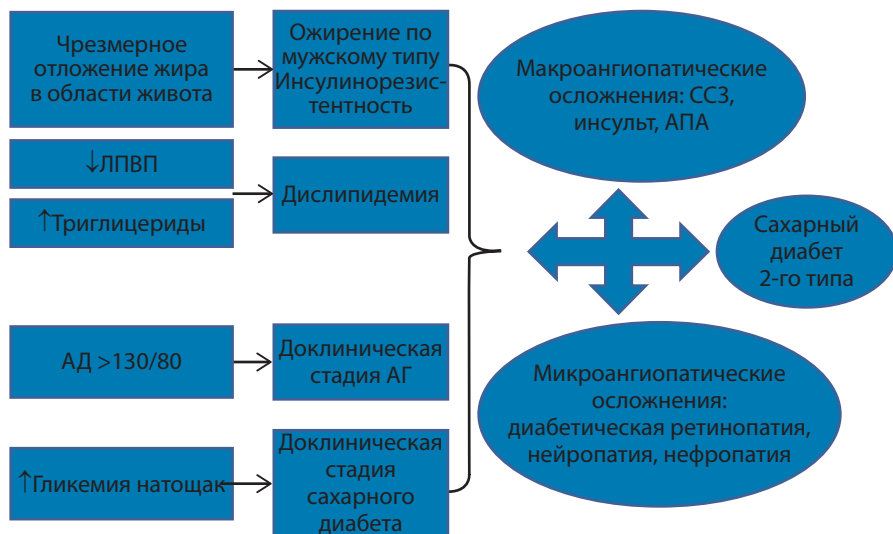 Чрезмерное
отложение жира
в области живота
Ожирение по
мужскому типу
Инсулинорезис-
тентность
↓ЛПВП
↑Триглицериды
Дислипидемия
АД >130/80
Доклиническая
стадия АГ
↑Гликемия натощак
Доклиническая
стадия
сахарного
диабета
Макроангиопатические
осложнения: ССЗ,
инсульт, АПА
Сахарный
диабет
2-го типа
Микроангиопатические
осложнения:
диабетическая ретинопатия,
нейропатия, нефропатия